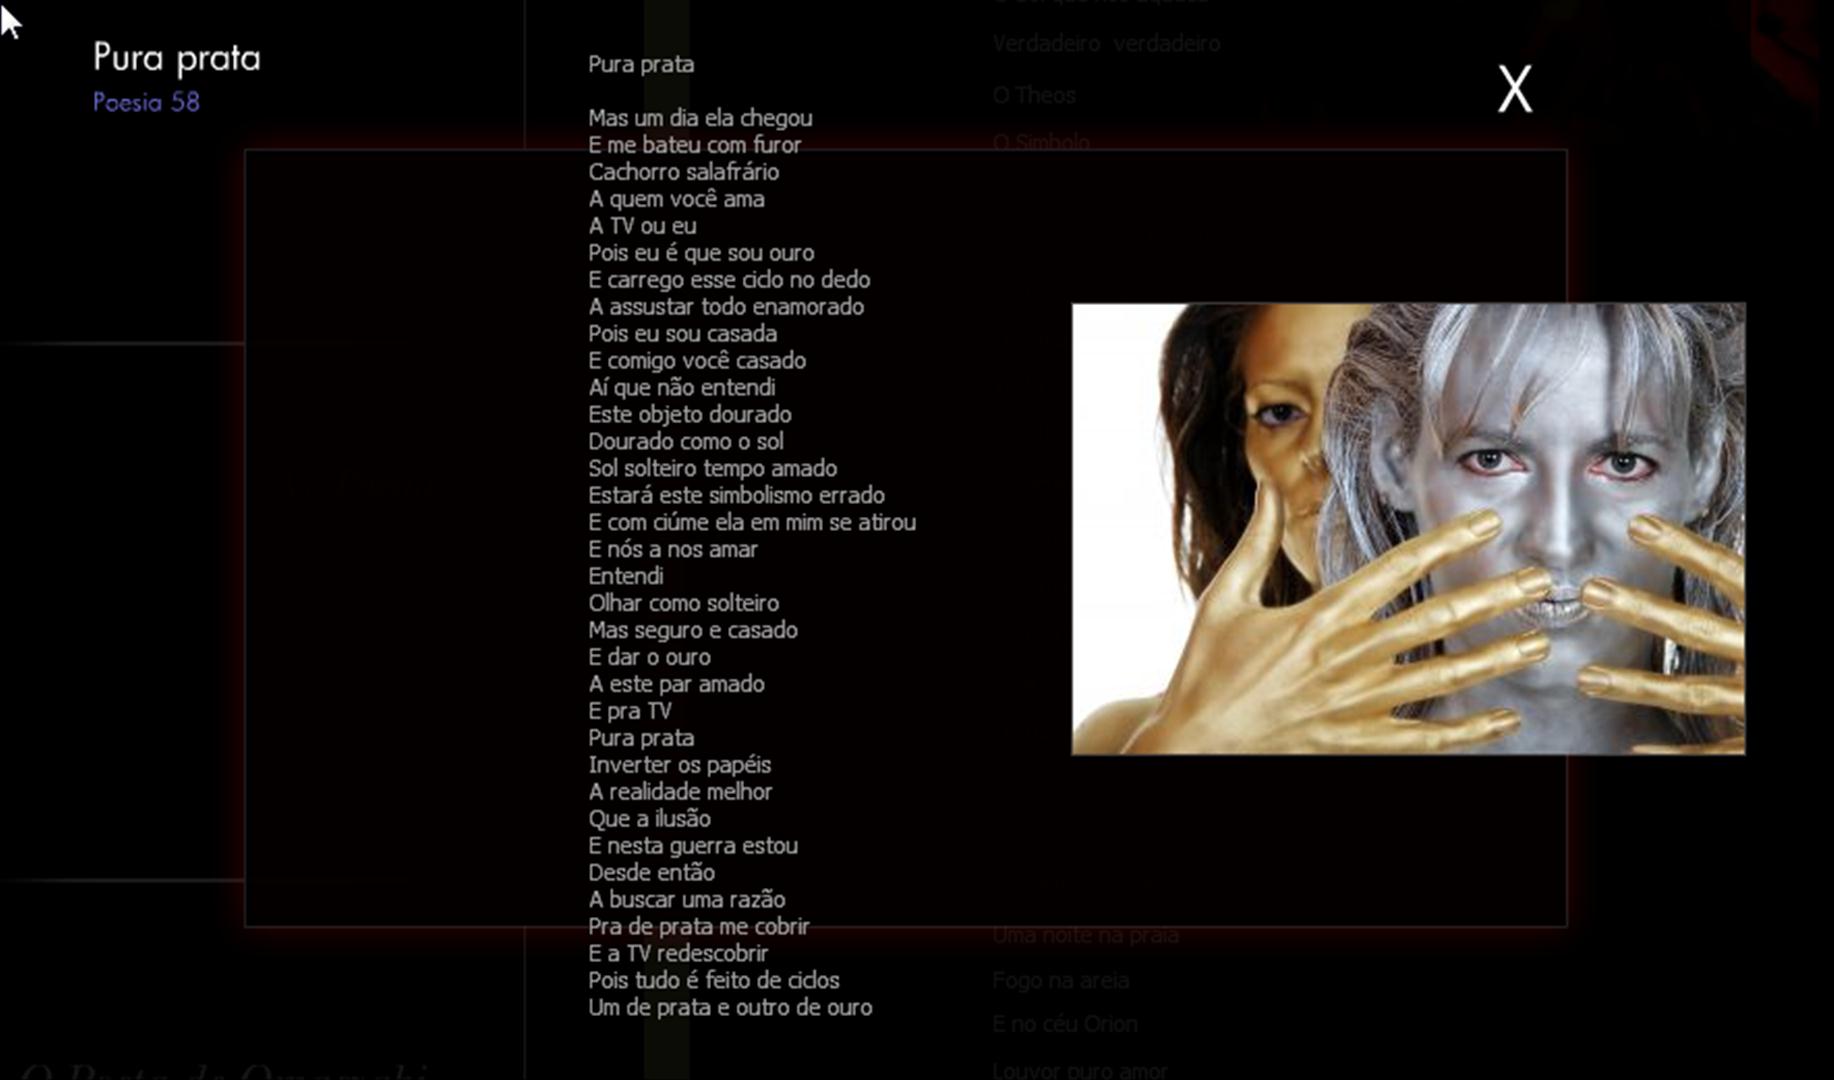 Pura prata
Poesia 58
X
Pura prata
Mas um dia ela chegou
E me bateu com furor
Cachorro salafrário
A quem você ama
A TV ou eu
Pois eu é que sou ouro
E carrego esse ciclo no dedo
A assustar todo enamorado
Pois eu sou casada
E comigo você casado
Aí que não entendi
Este objeto dourado
Dourado como o sol
Sol solteiro tempo amado
Estará este simbolismo errado
E com ciúme ela em mim se atirou
E nós a nos amar
Entendi
Olhar como solteiro
Mas seguro e casado
E dar o ouro
A este par amado
E pra TV
Pura prata
Inverter os papéis
A realidade melhor
Que a ilusão
E nesta guerra estou
Desde então
A buscar uma razão
Pra de prata me cobrir
E a TV redescobrir
Pois tudo é feito de ciclos
Um de prata e outro de ouro
Verdadeiro verdadeiro
O Theos
O Simbolo
Uma noite na praia
Fogo na areia
E no céu Orion
Louvor puro amor